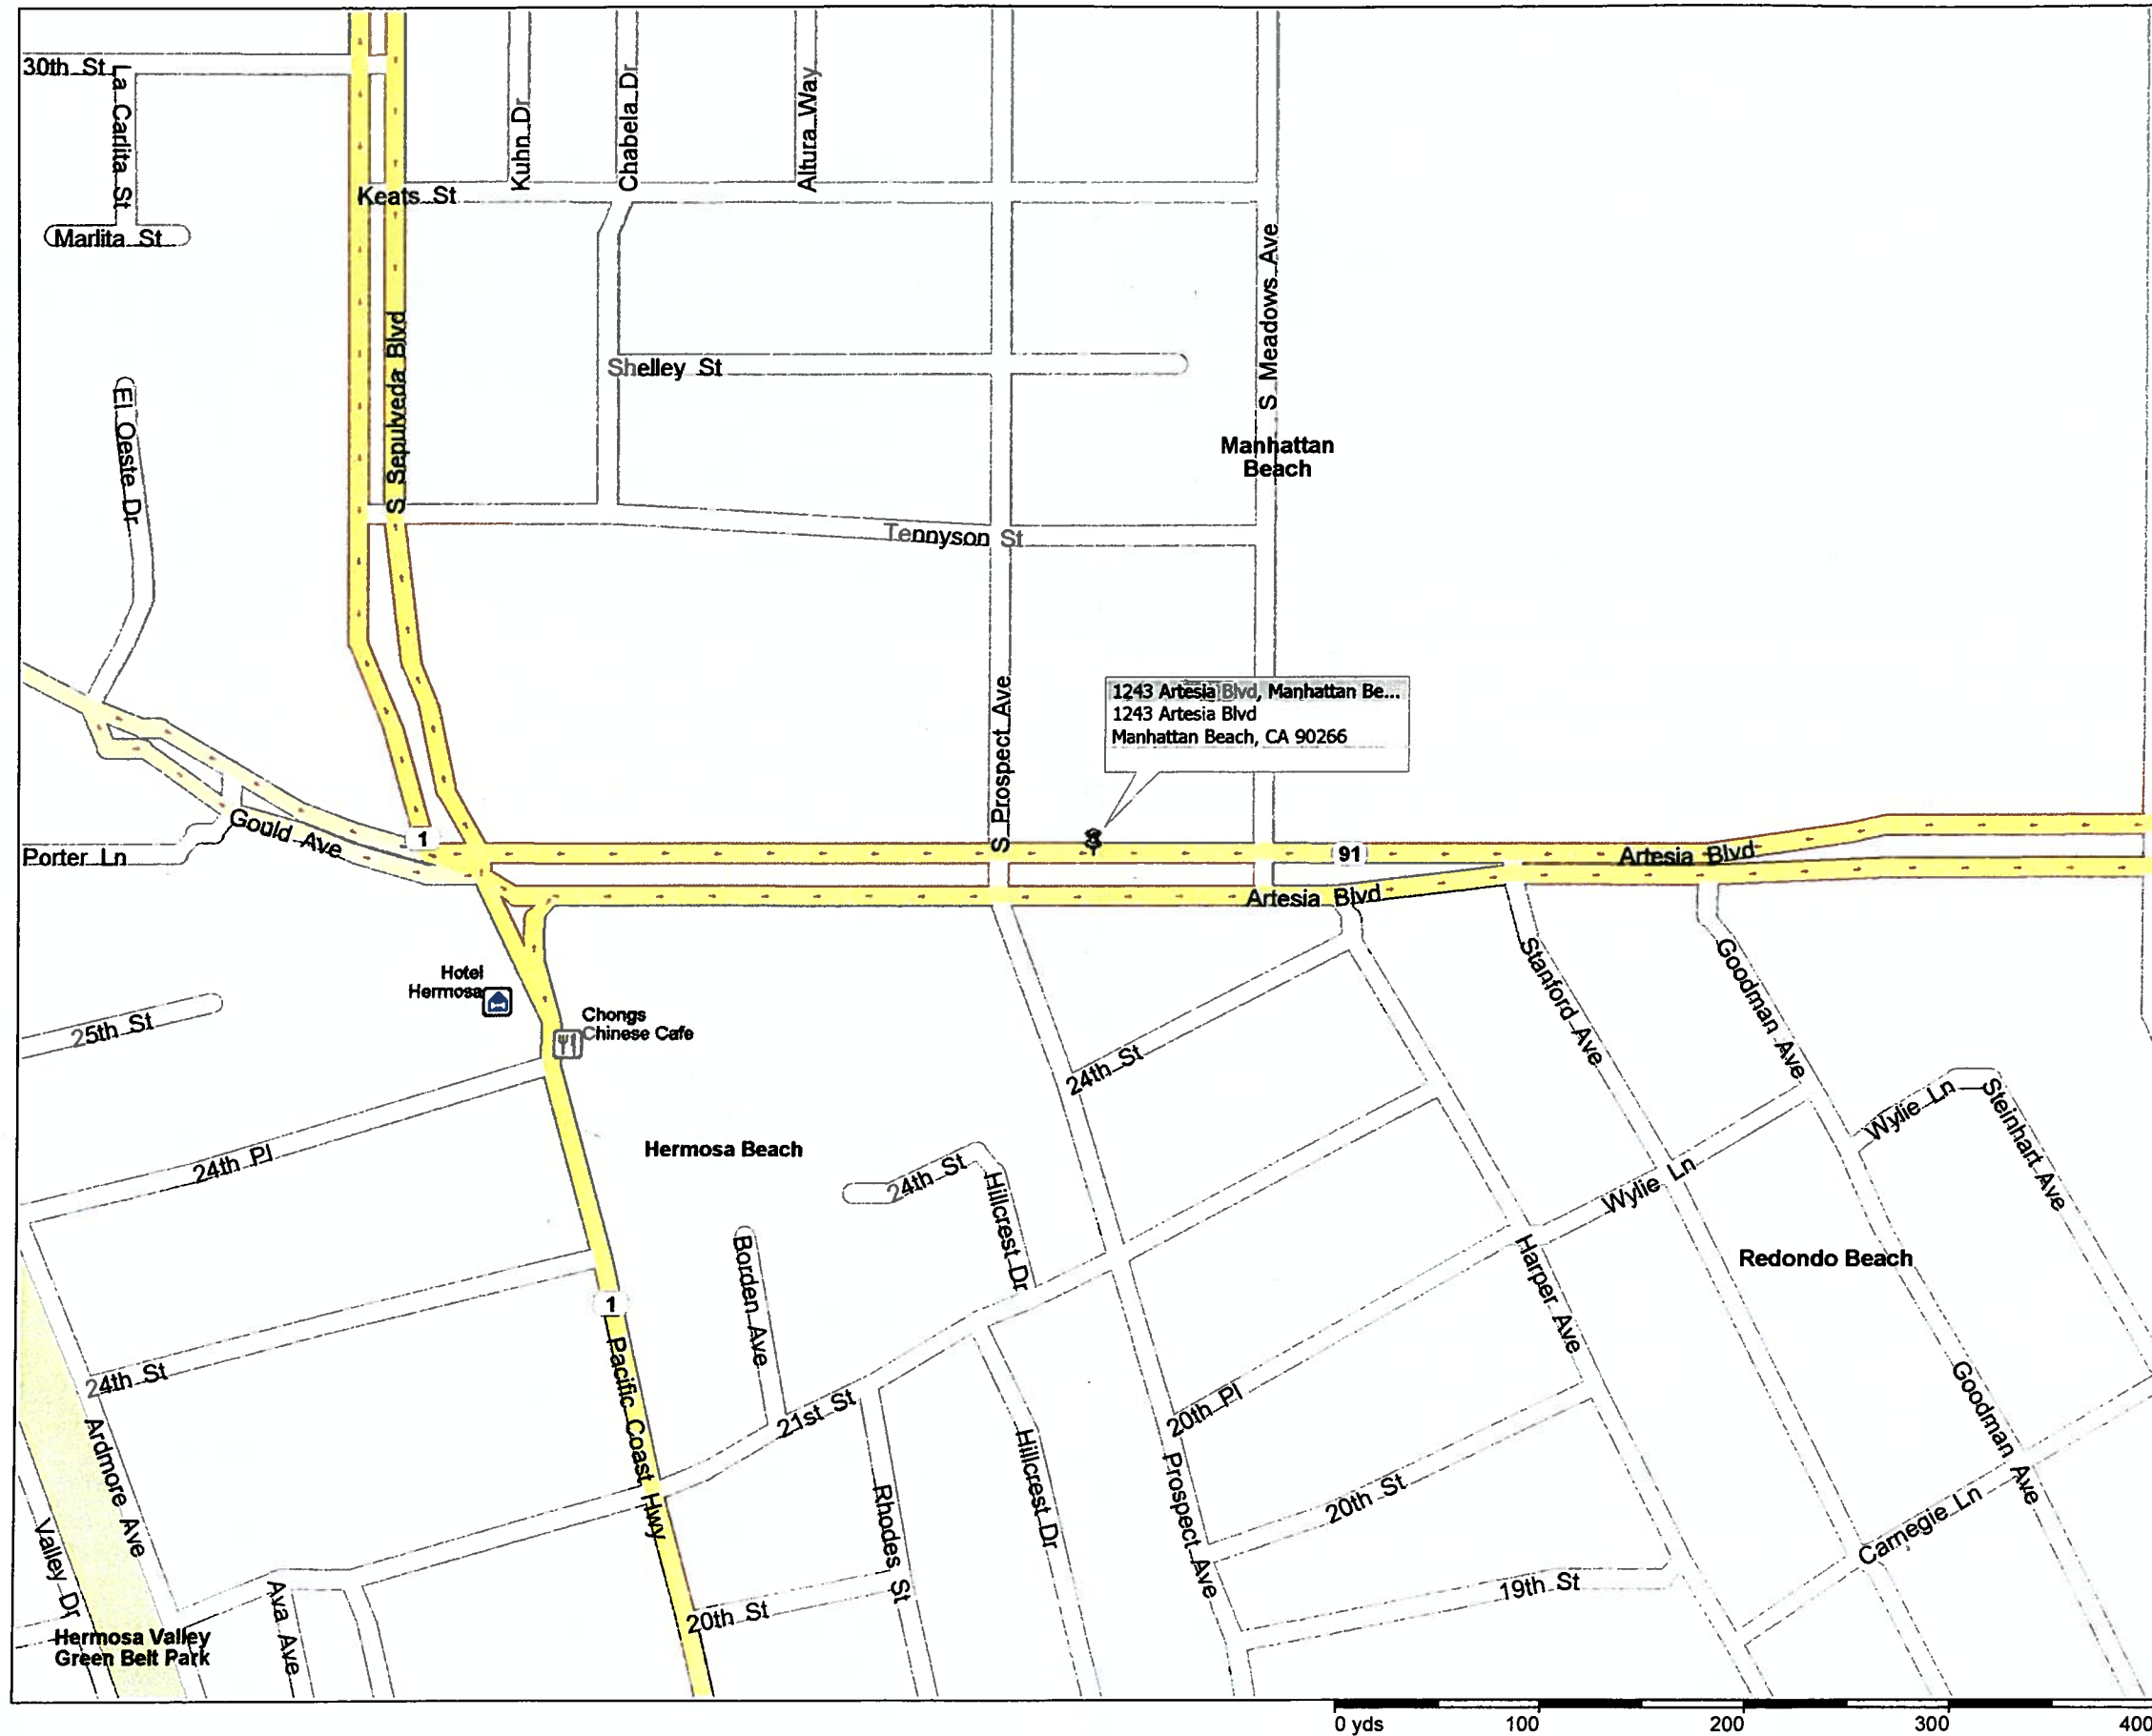 30th St
La Carlita St
Kuhn Dr
Chabela Dr
Altura Way
Keats St
Marlita St
S Sepulveda Blvd
S Meadows Ave
Shelley St
El Oeste Dr
Manhattan
Beach
Tennyson St
S Prospect Ave
1243 Artesia Blvd, Manhattan Be...
1243 Artesia Blvd
Manhattan Beach, CA 90266
Gould Ave
1
Porter Ln
91
Artesia Blvd
Artesia Blvd
Hotel
Hermosa
Chongs
Chinese Cafe
25th St
24th St
Stanford Ave
Goodman Ave
Wylie Ln
Steinhart Ave
Hermosa Beach
24th Pl
24th St
Hillcrest Dr
Wylie Ln
Borden Ave
Harper Ave
Redondo Beach
1
Pacific Coast Hwy
24th St
21st St
20th Pl
Goodman Ave
Ardmore Ave
Hillcrest Dr
Prospect Ave
20th St
Rhodes St
Carnegie Ln
Valley Dr
Ava Ave
20th St
19th St
Hermosa Valley
Green Belt Park
0 yds 100 200 300 400